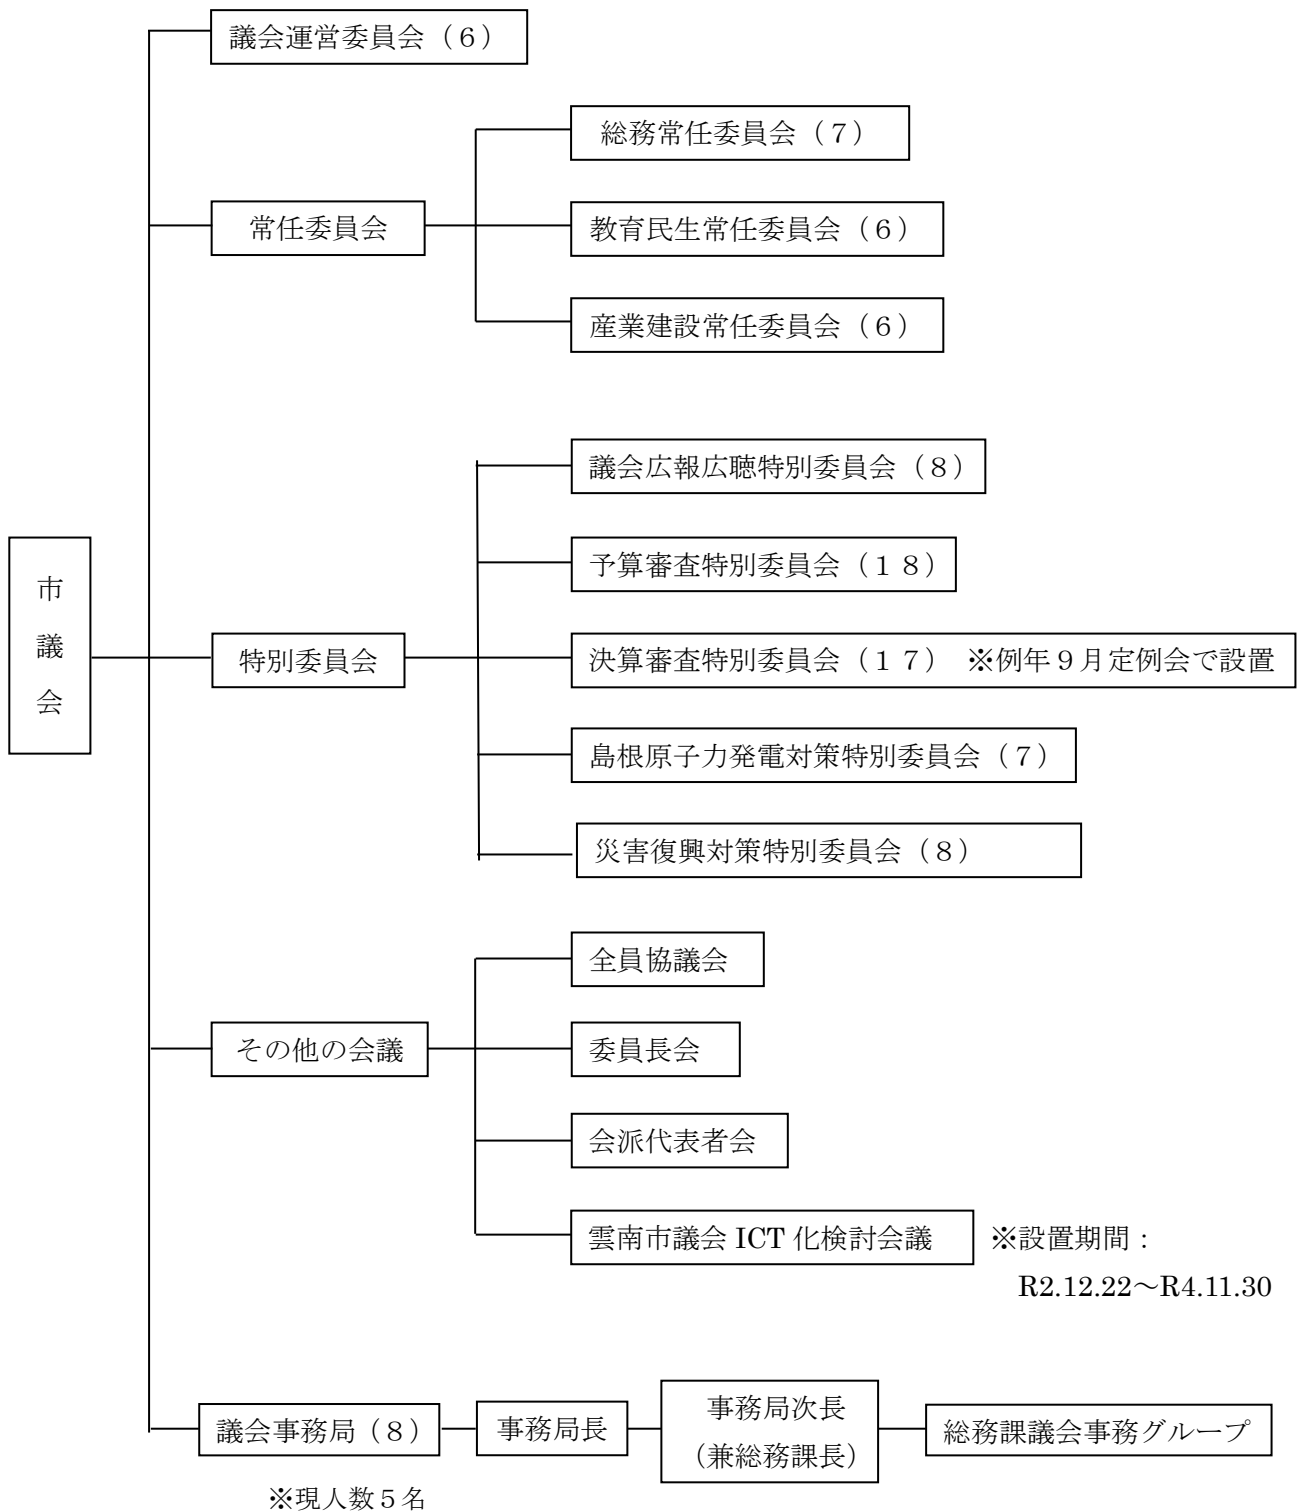 議会運営委員会（６）
総務常任委員会（７）
常任委員会
教育民生常任委員会（６）
産業建設常任委員会（６）
議会広報広聴特別委員会（８）
予算審査特別委員会（１８）
市議会
特別委員会
決算審査特別委員会（１７）　※例年９月定例会で設置
島根原子力発電対策特別委員会（７）
災害復興対策特別委員会（８）
全員協議会
その他の会議
委員長会
会派代表者会
雲南市議会 ICT 化検討会議
※設置期間：
R2.12.22～R4.11.30
議会事務局（８）
事務局長
事務局次長
（兼総務課長）
総務課議会事務グループ
※現人数５名